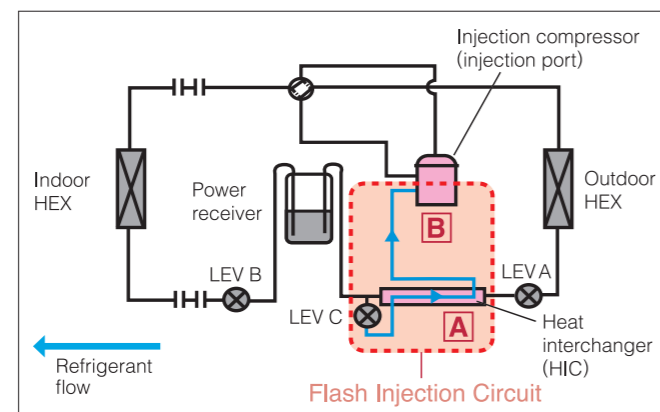 Injection compressor
(injection port)
Indoor
HEX
Power
receiver
Outdoor
HEX
B
LEV B
LEV A
LEV C
A
Heat
interchanger
(HIC)
Refrigerant
flow
Flash Injection Circuit